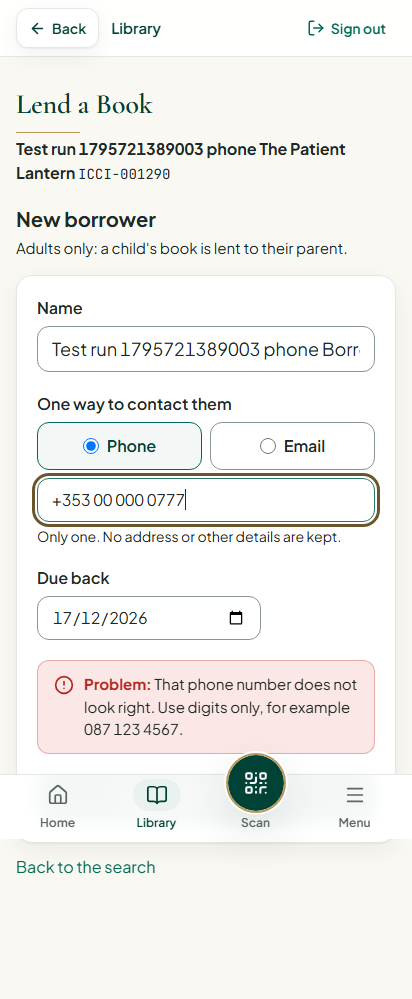 Back
Library
Sign out
Lend a Book
Test run 1795721389003 phone The Patient
Lantern ICCI-001290
New borrower
Adults only: a child's book is lent to their parent.
Name
Test run 1795721389003 phone Borr
One way to contact them
Phone
Email
+353 00 000 0777
Only one. No address or other details are kept.
Due back
17/12/2026
Problem: That phone number does not
look right. Use digits only, for example
087 123 4567.
Home
Library
Scan
Menu
Back to the search